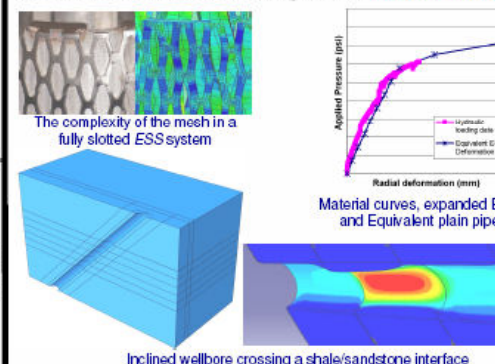 The complexity of the mesh in a
fully slotted ESS system
Applied Pressure (psi)
Hydraulic
loading data
Equivalent E
Deformation
Radial deformation (mm)
Material curves, expanded E
and Equivalent plain pipe
Inclined wellbore crossing a shale/sandstone interface